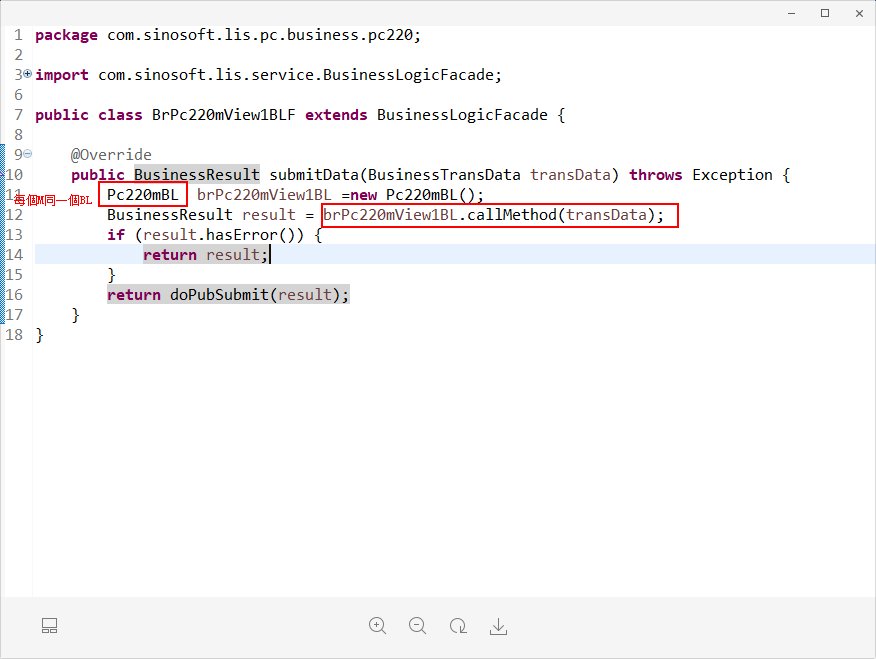 1 package com.sinosoft.lis.pc.business.pc220;
2
3 import com.sinosoft.lis.service.BusinessLogicFacade;
6
7 public class BrPc220mView1BLF extends BusinessLogicFacade {
8
9 @Override
10 public BusinessResult submitData(BusinessTransData transData) throws Exception {
每個M同一個BL
11 Pc220mBL brPc220mView1BL =new Pc220mBL();
12 BusinessResult result = brPc220mView1BL.callMethod(transData);
13 if (result.hasError()) {
14 return result;
15 }
16 return doPubSubmit(result);
17 }
18 }